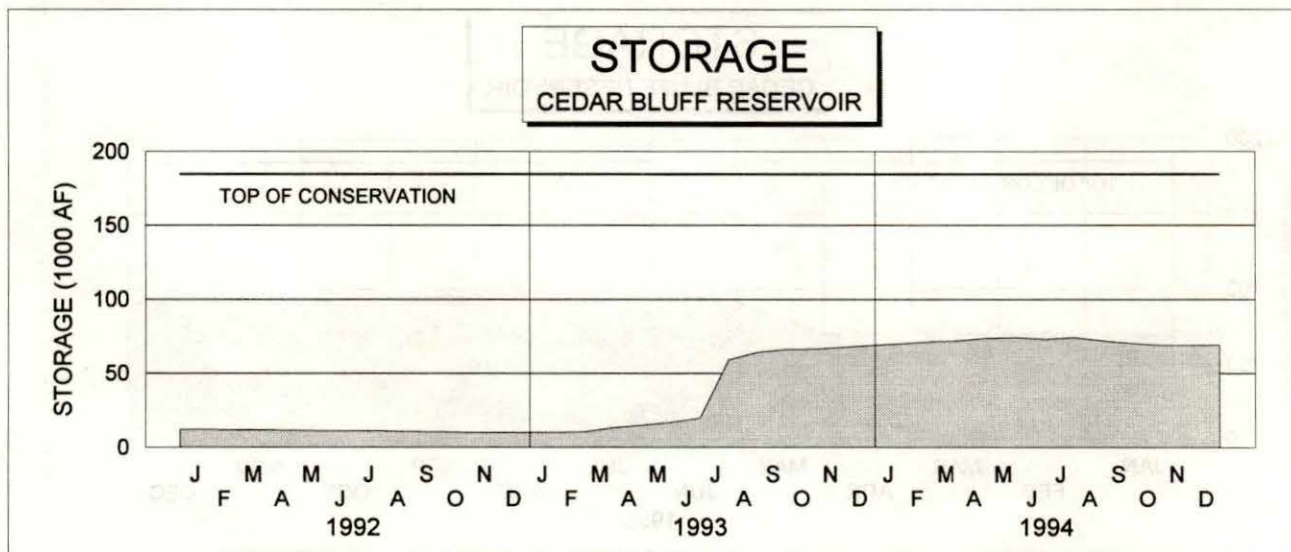 STORAGE
CEDAR BLUFF RESERVOIR
STORAGE (1000 AF)
200
150
100
50
0
TOP OF CONSERVATION
J F M A M J J A S O N D J F M A M J J A S O N D J F M A M J J A S O N D
1992 1993 1994